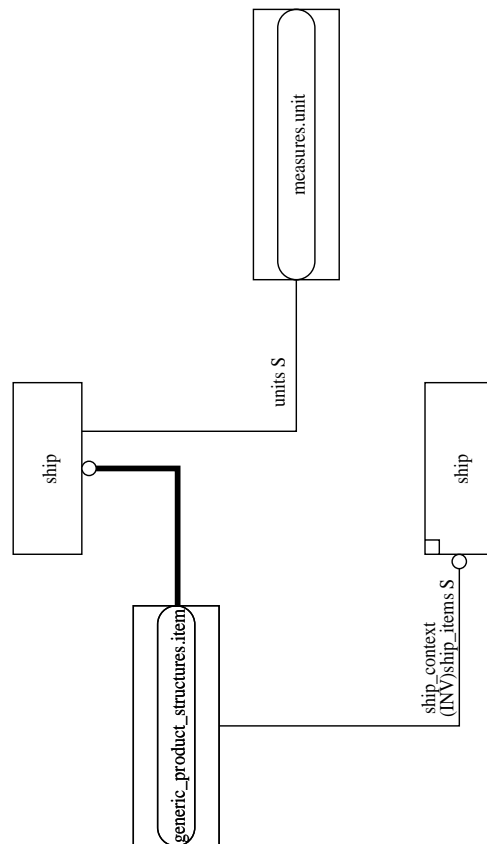 measures.unit
units S
ship
ship
ship_context
(INV)ship_items S
generic_product_structures.item